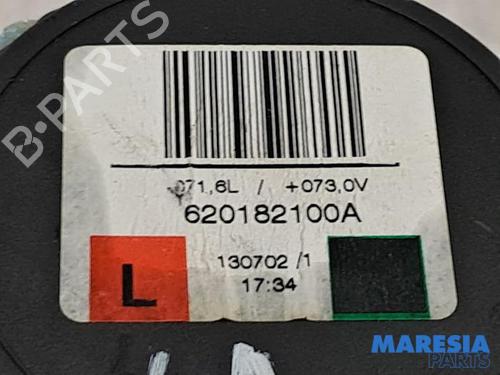 B-PARTS
071,6L / +073,0V
620182100A
130702 /1
17:34
L
MARESIA
PARTS